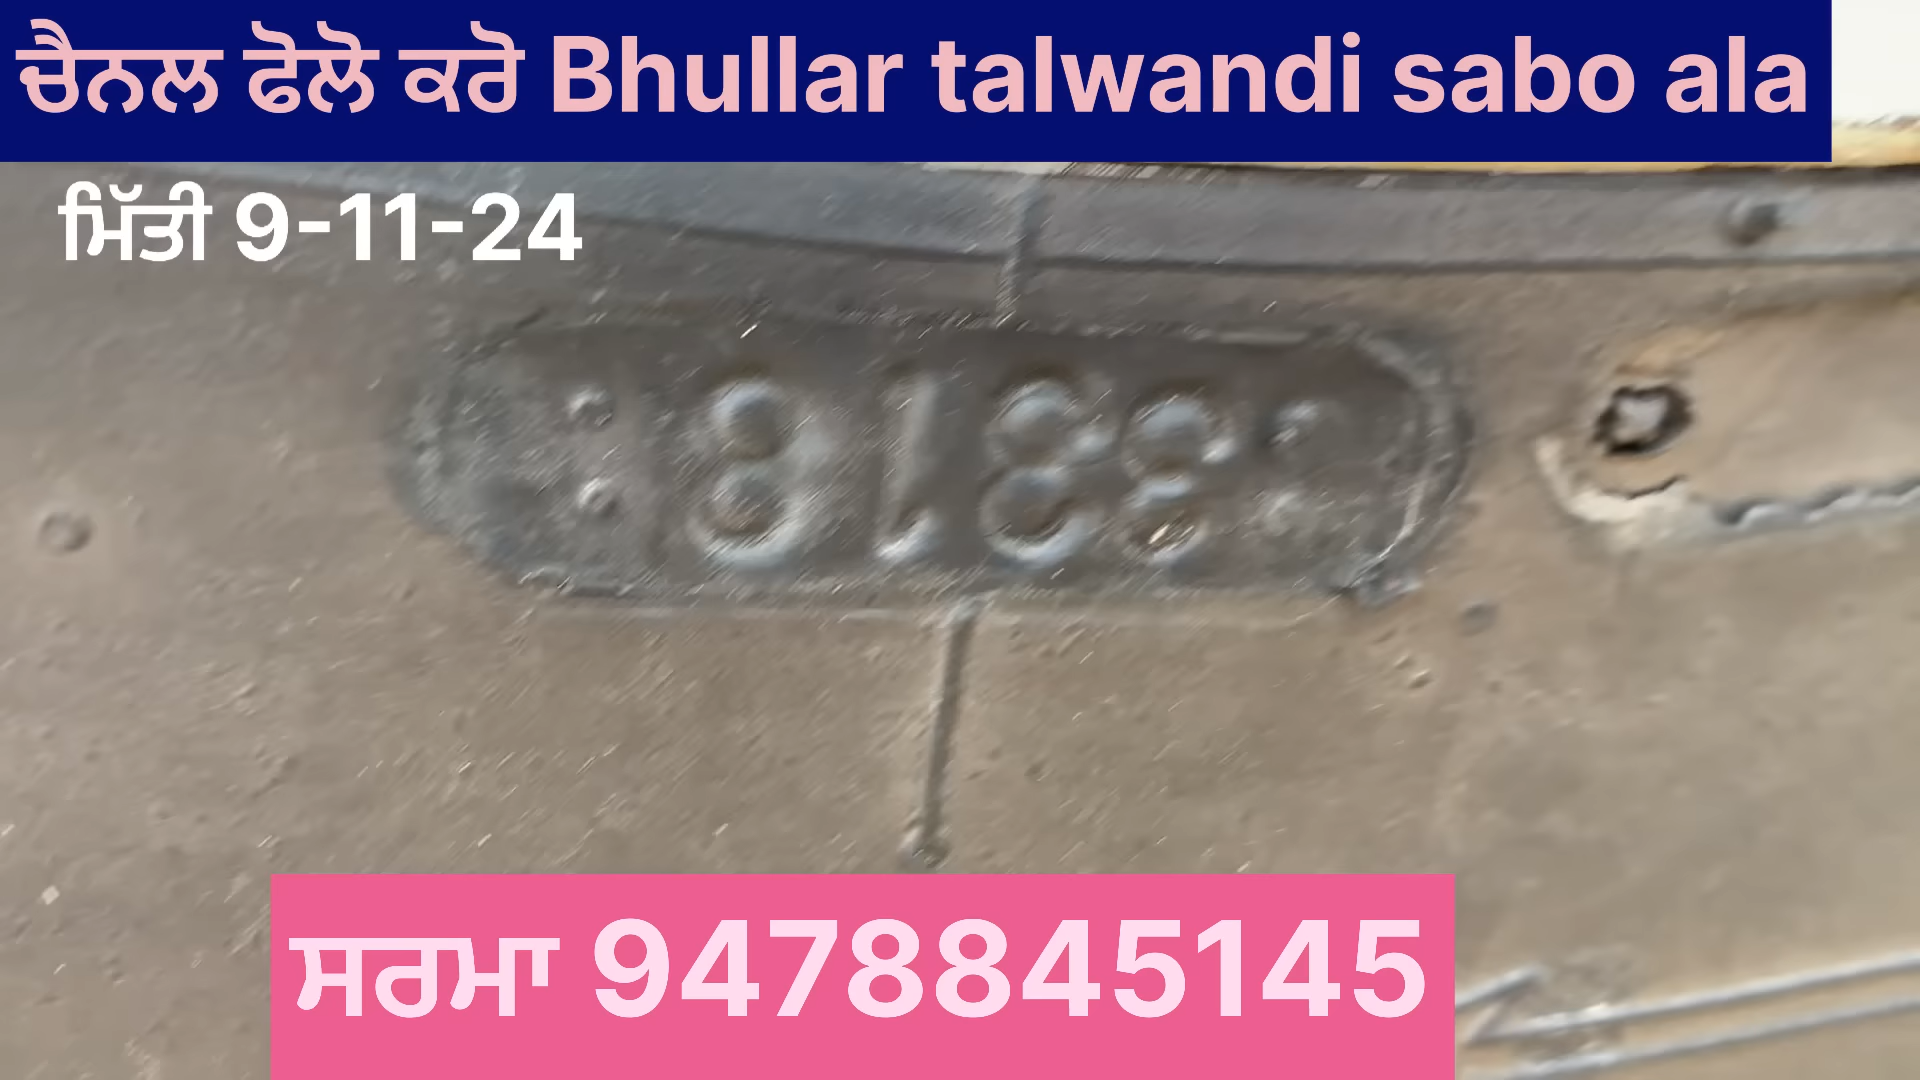 ਚੈਨਲ ਫੋਲੋ ਕਰੋ Bhullar talwandi sabo ala
ਮਿੱਤੀ 9-11-24
ਸਰਮਾ 9478845145